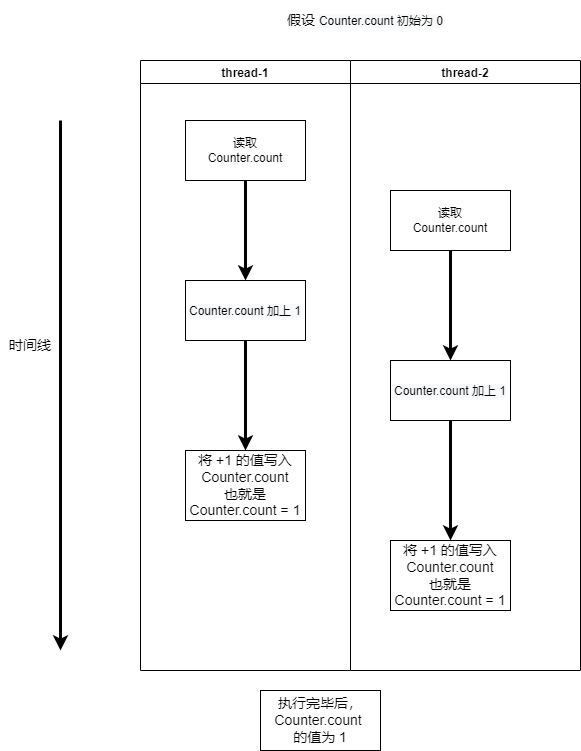 假设 Counter.count 初始为 0
thread-1
thread-2
读取
Counter.count
读取
Counter.count
Counter.count 加上 1
时间线
Counter.count 加上 1
将 +1 的值写入
Counter.count
也就是
Counter.count = 1
将 +1 的值写入
Counter.count
也就是
Counter.count = 1
执行完毕后，
Counter.count
的值为 1